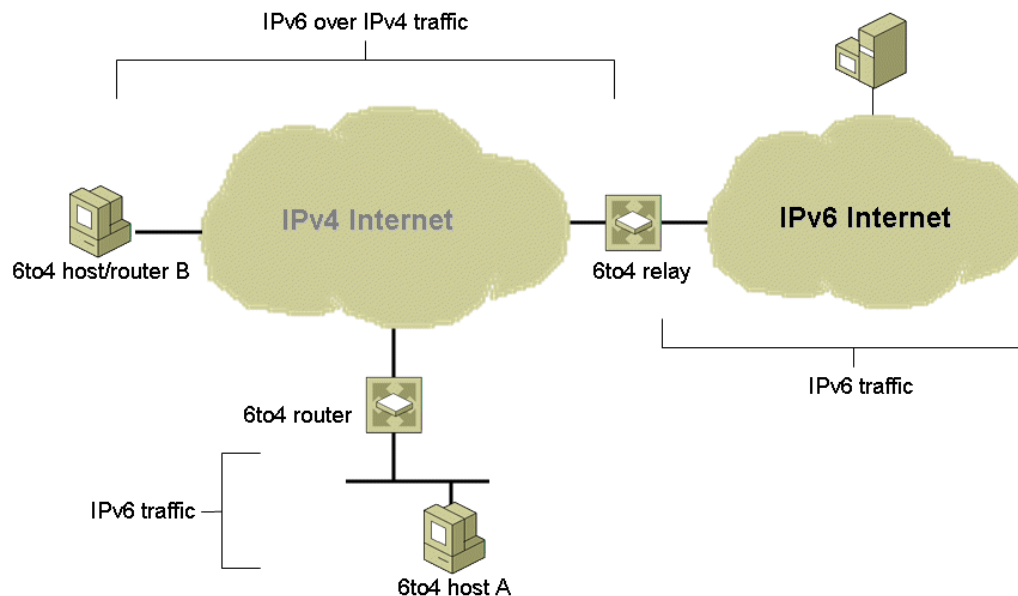 IPv6 over IPv4 traffic
IPv4 Internet
IPv6 Internet
6to4 host/router B
6to4 relay
IPv6 traffic
6to4 router
IPv6 traffic
6to4 host A